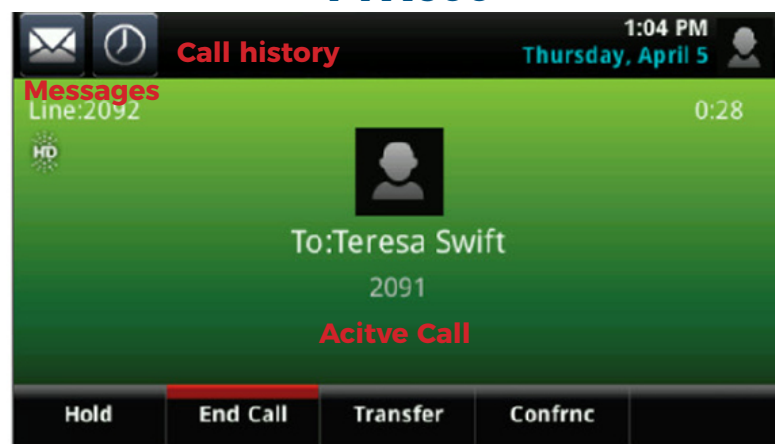 1:04 PM
Call history
Thursday, April 5
Messages
Line:2092
0:28
HD
To:Teresa Swift
2091
Acitve Call
Hold
End Call
Transfer
Confrnc